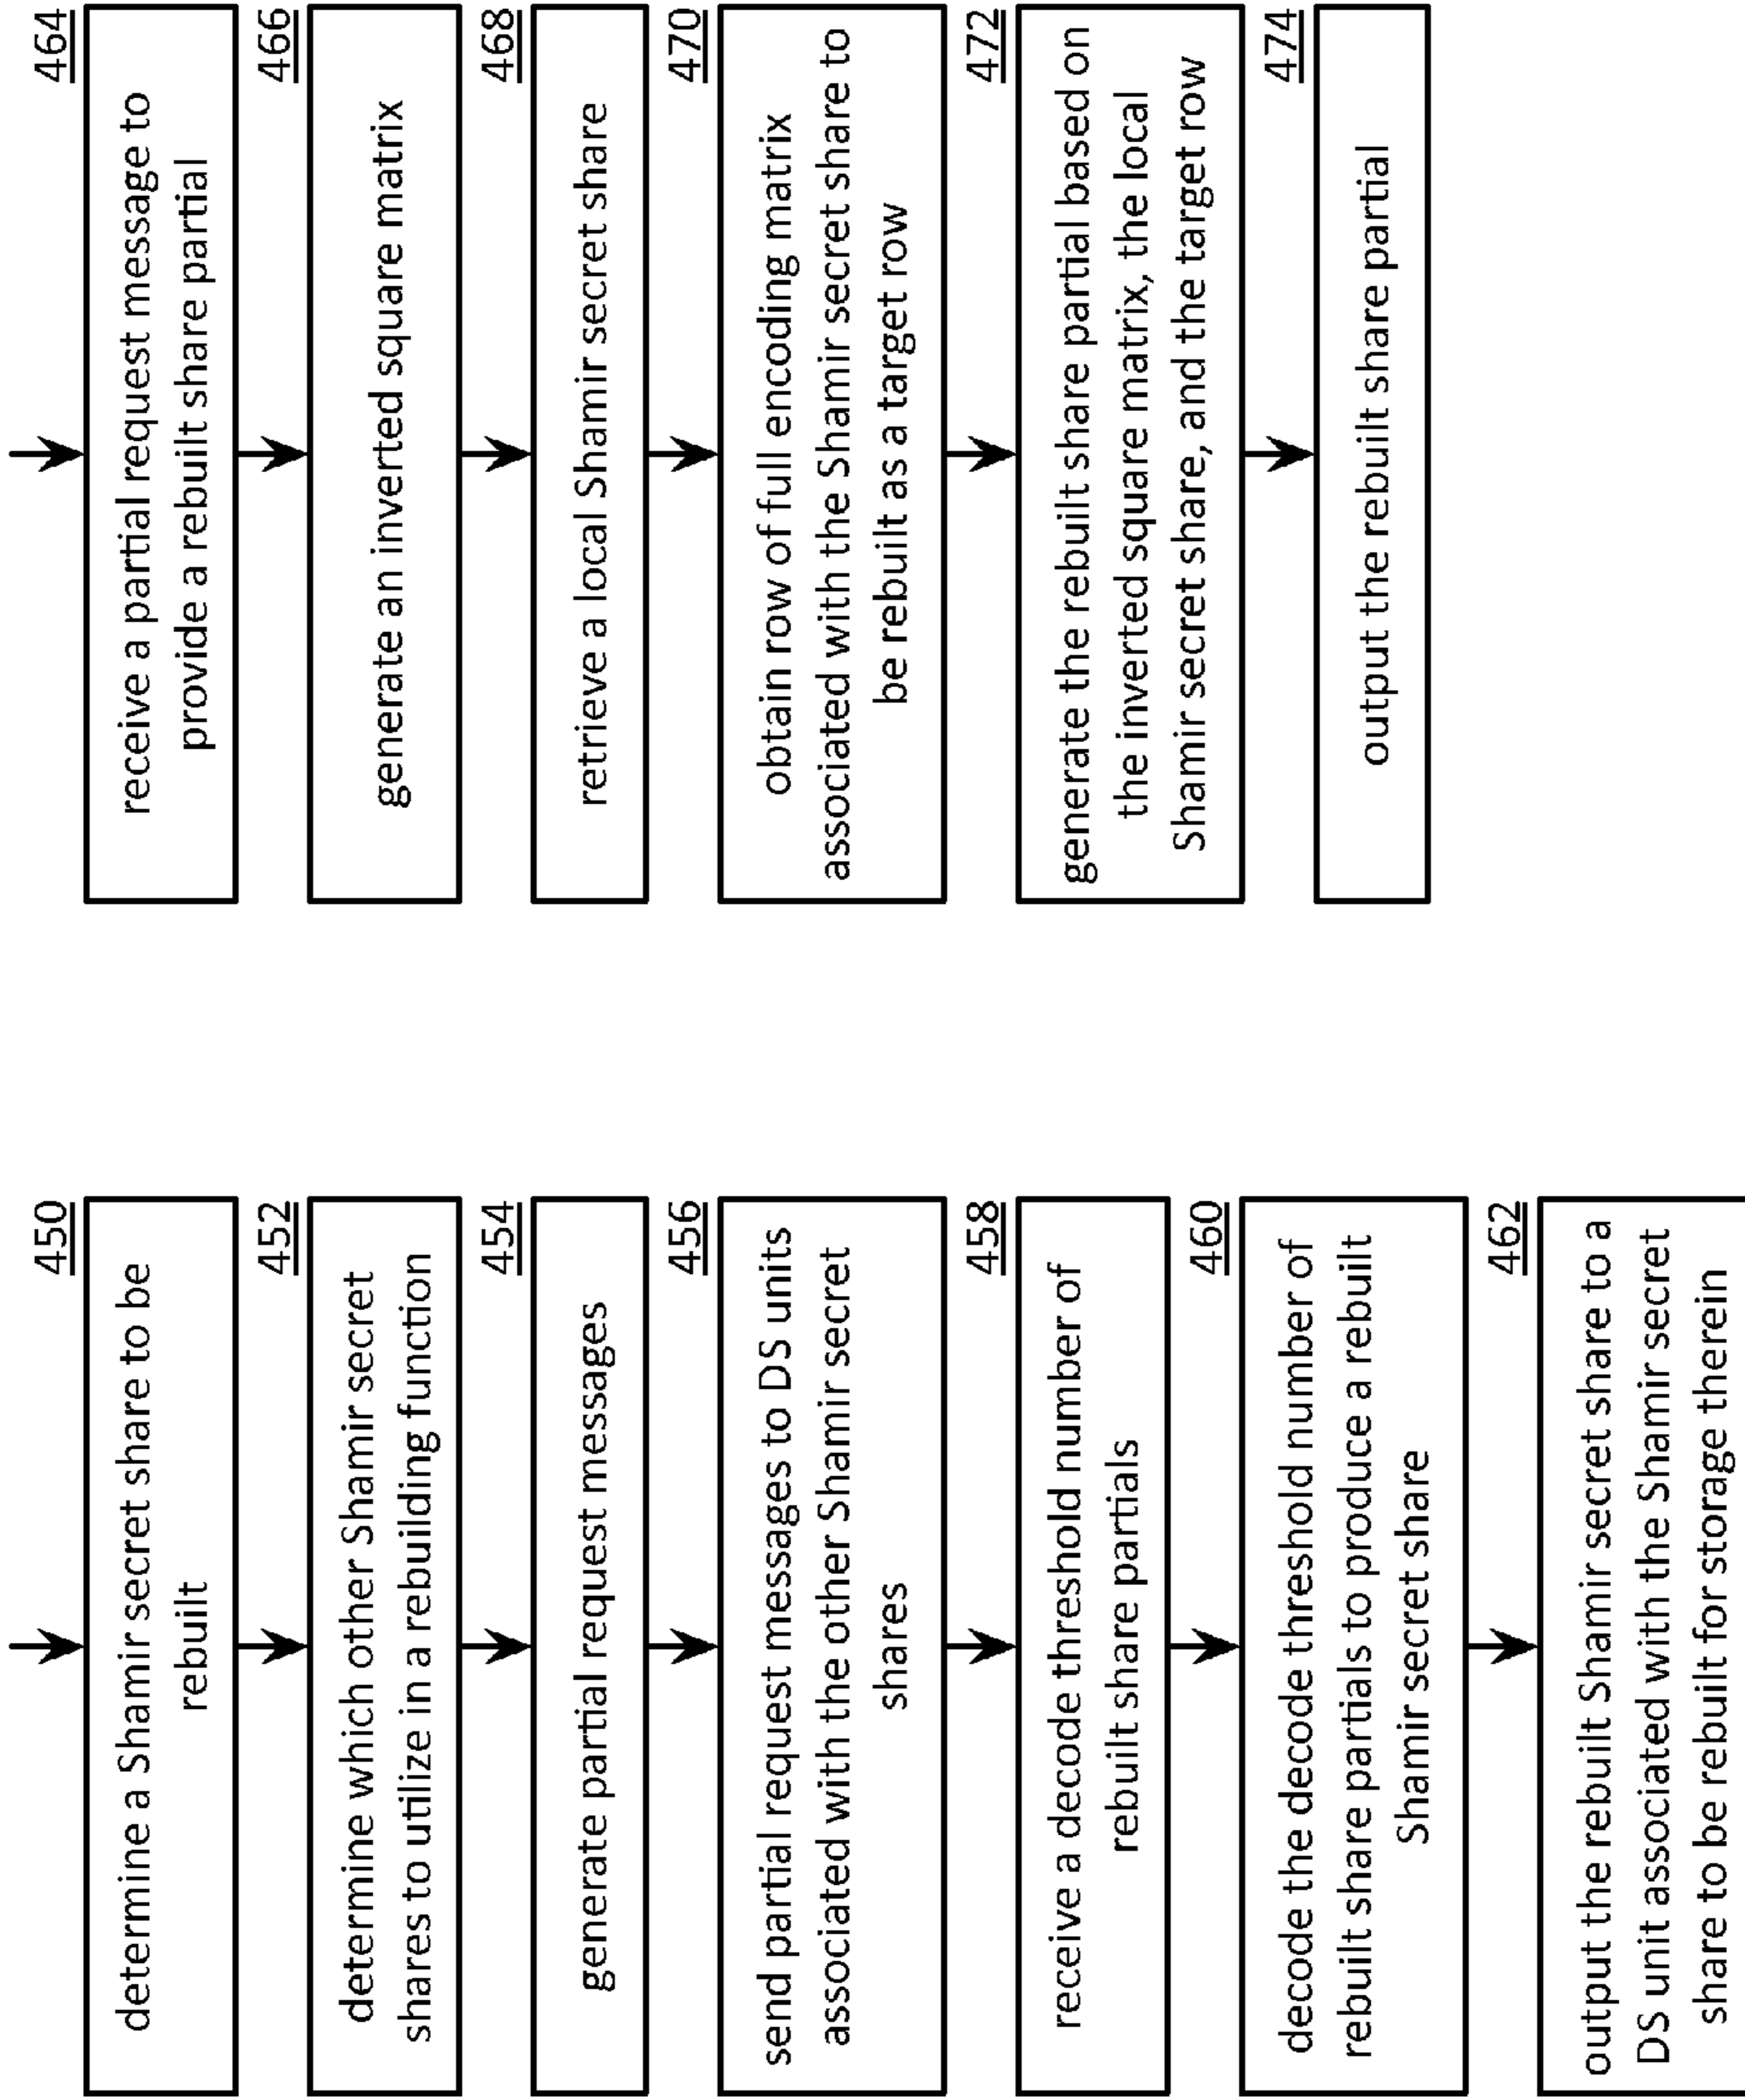 450
determine a Shamir secret share to be
rebuilt
452
determine which other Shamir secret
shares to utilize in a rebuilding function
454
generate partial request messages
456
send partial request messages to DS units
associated with the other Shamir secret
shares
458
receive a decode threshold number of
rebuilt share partials
460
decode the decode threshold number of
rebuilt share partials to produce a rebuilt
Shamir secret share
462
output the rebuilt Shamir secret share to a
DS unit associated with the Shamir secret
share to be rebuilt for storage therein
464
receive a partial request message to
provide a rebuilt share partial
466
generate an inverted square matrix
468
retrieve a local Shamir secret share
470
obtain row of full encoding matrix
associated with the Shamir secret share to
be rebuilt as a target row
472
generate the rebuilt share partial based on
the inverted square matrix, the local
Shamir secret share, and the target row
474
output the rebuilt share partial